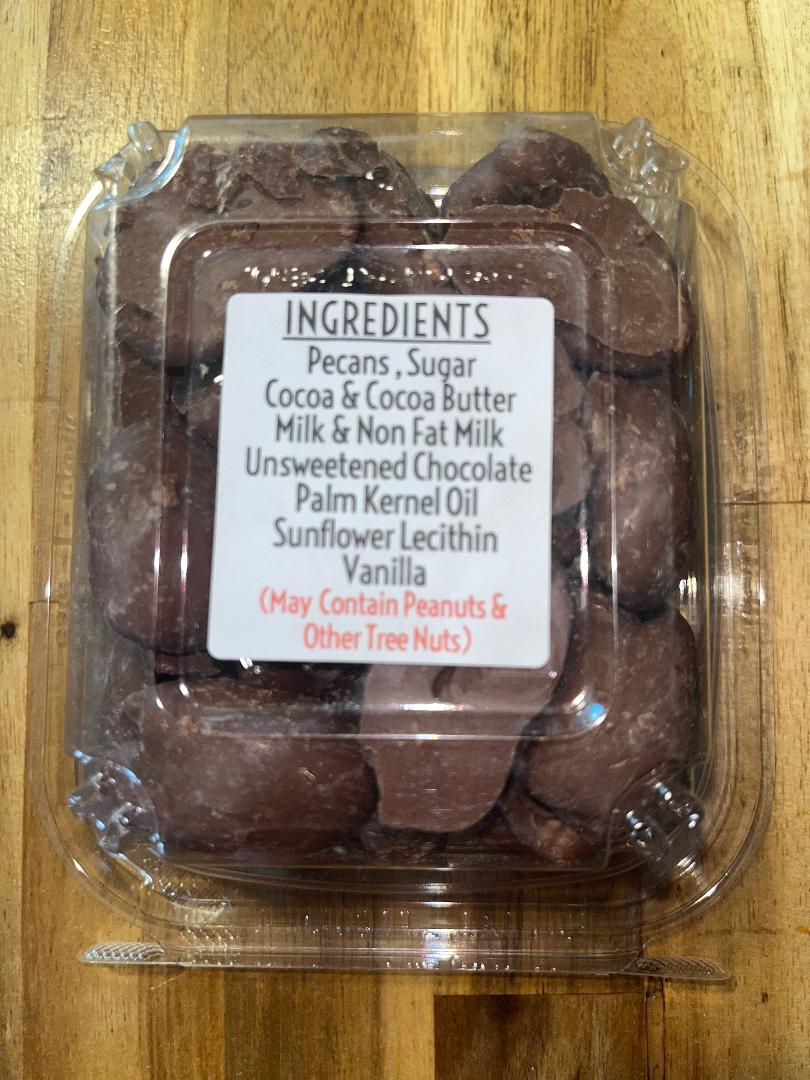 INGREDIENTS
Pecans , Sugar
Cocoa & Cocoa Butter
Milk & Non Fat Milk
Unsweetened Chocolate
Palm Kernel Oil
Sunflower Lecithin
Vanilla
(May Contain Peanuts &
Other Tree Nuts)